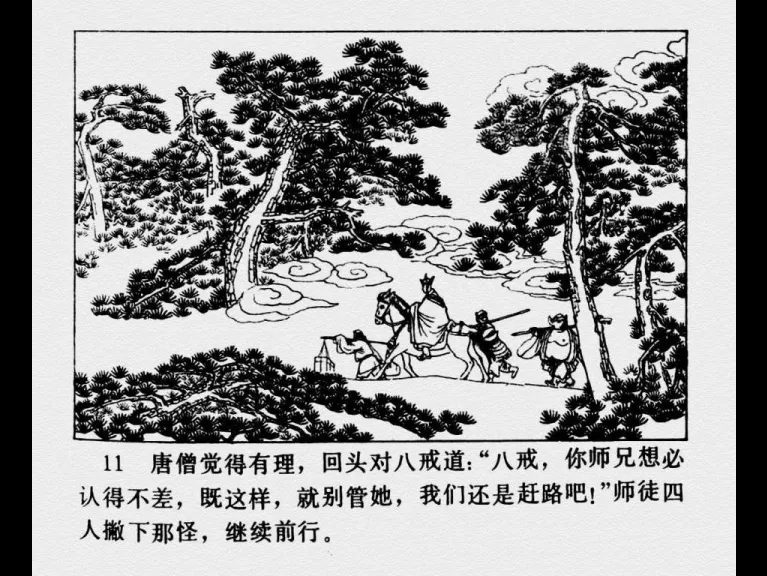 11 唐僧觉得有理，回头对八戒道：“八戒，你师兄想必
认得不差，既这样，就别管她，我们还是赶路吧！”师徒四
人撇下那怪，继续前行。